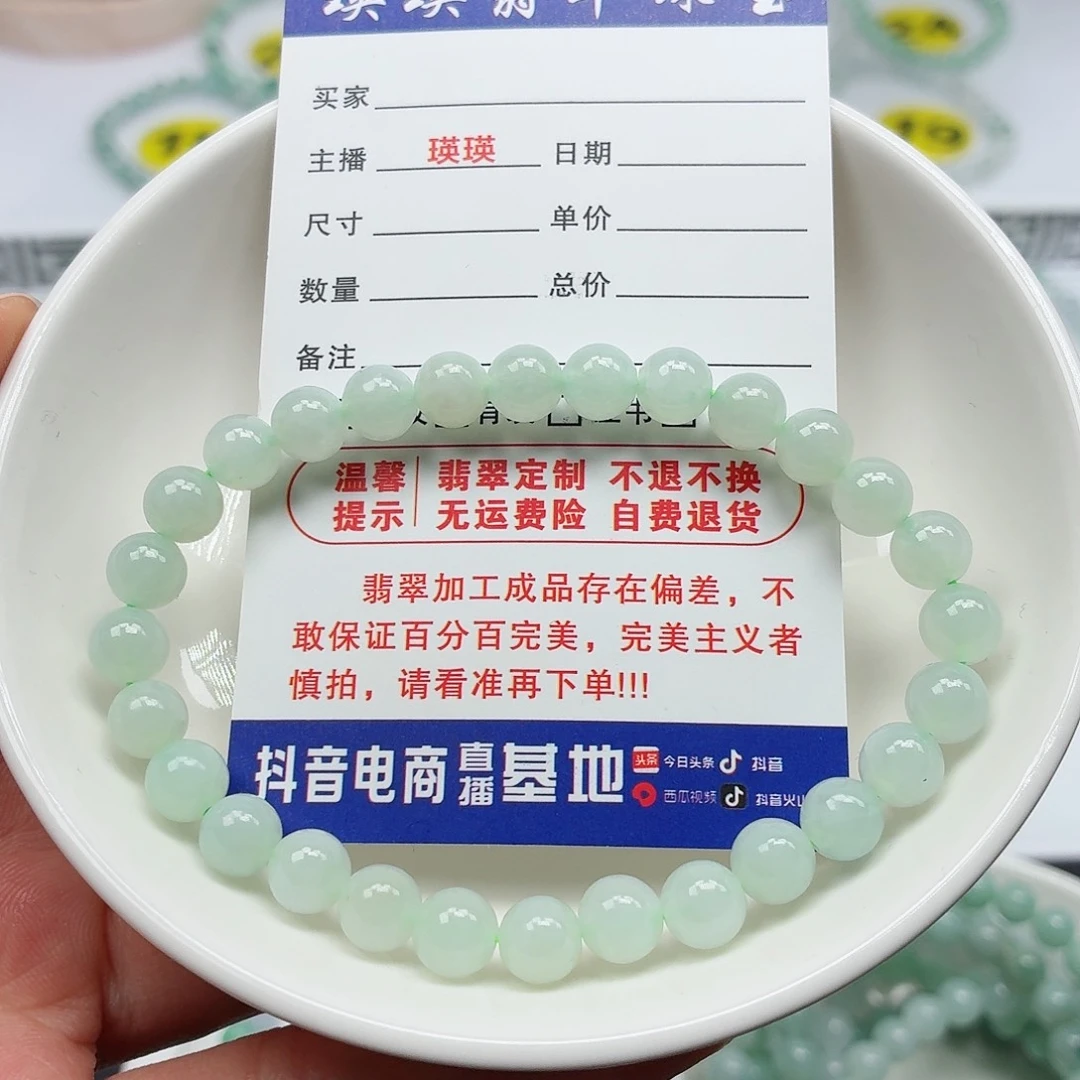 买家
主播 瑛瑛 日期
尺寸 单价
数量 总价
备注
温馨 翡翠定制 不退不换
提示 无运费险 自费退货
翡翠加工成品存在偏差，不
敢保证百分百完美，完美主义者
慎拍，请看准再下单!!!
抖音电商直播基地 头条 今日头条 抖音
西瓜视频 抖音火山